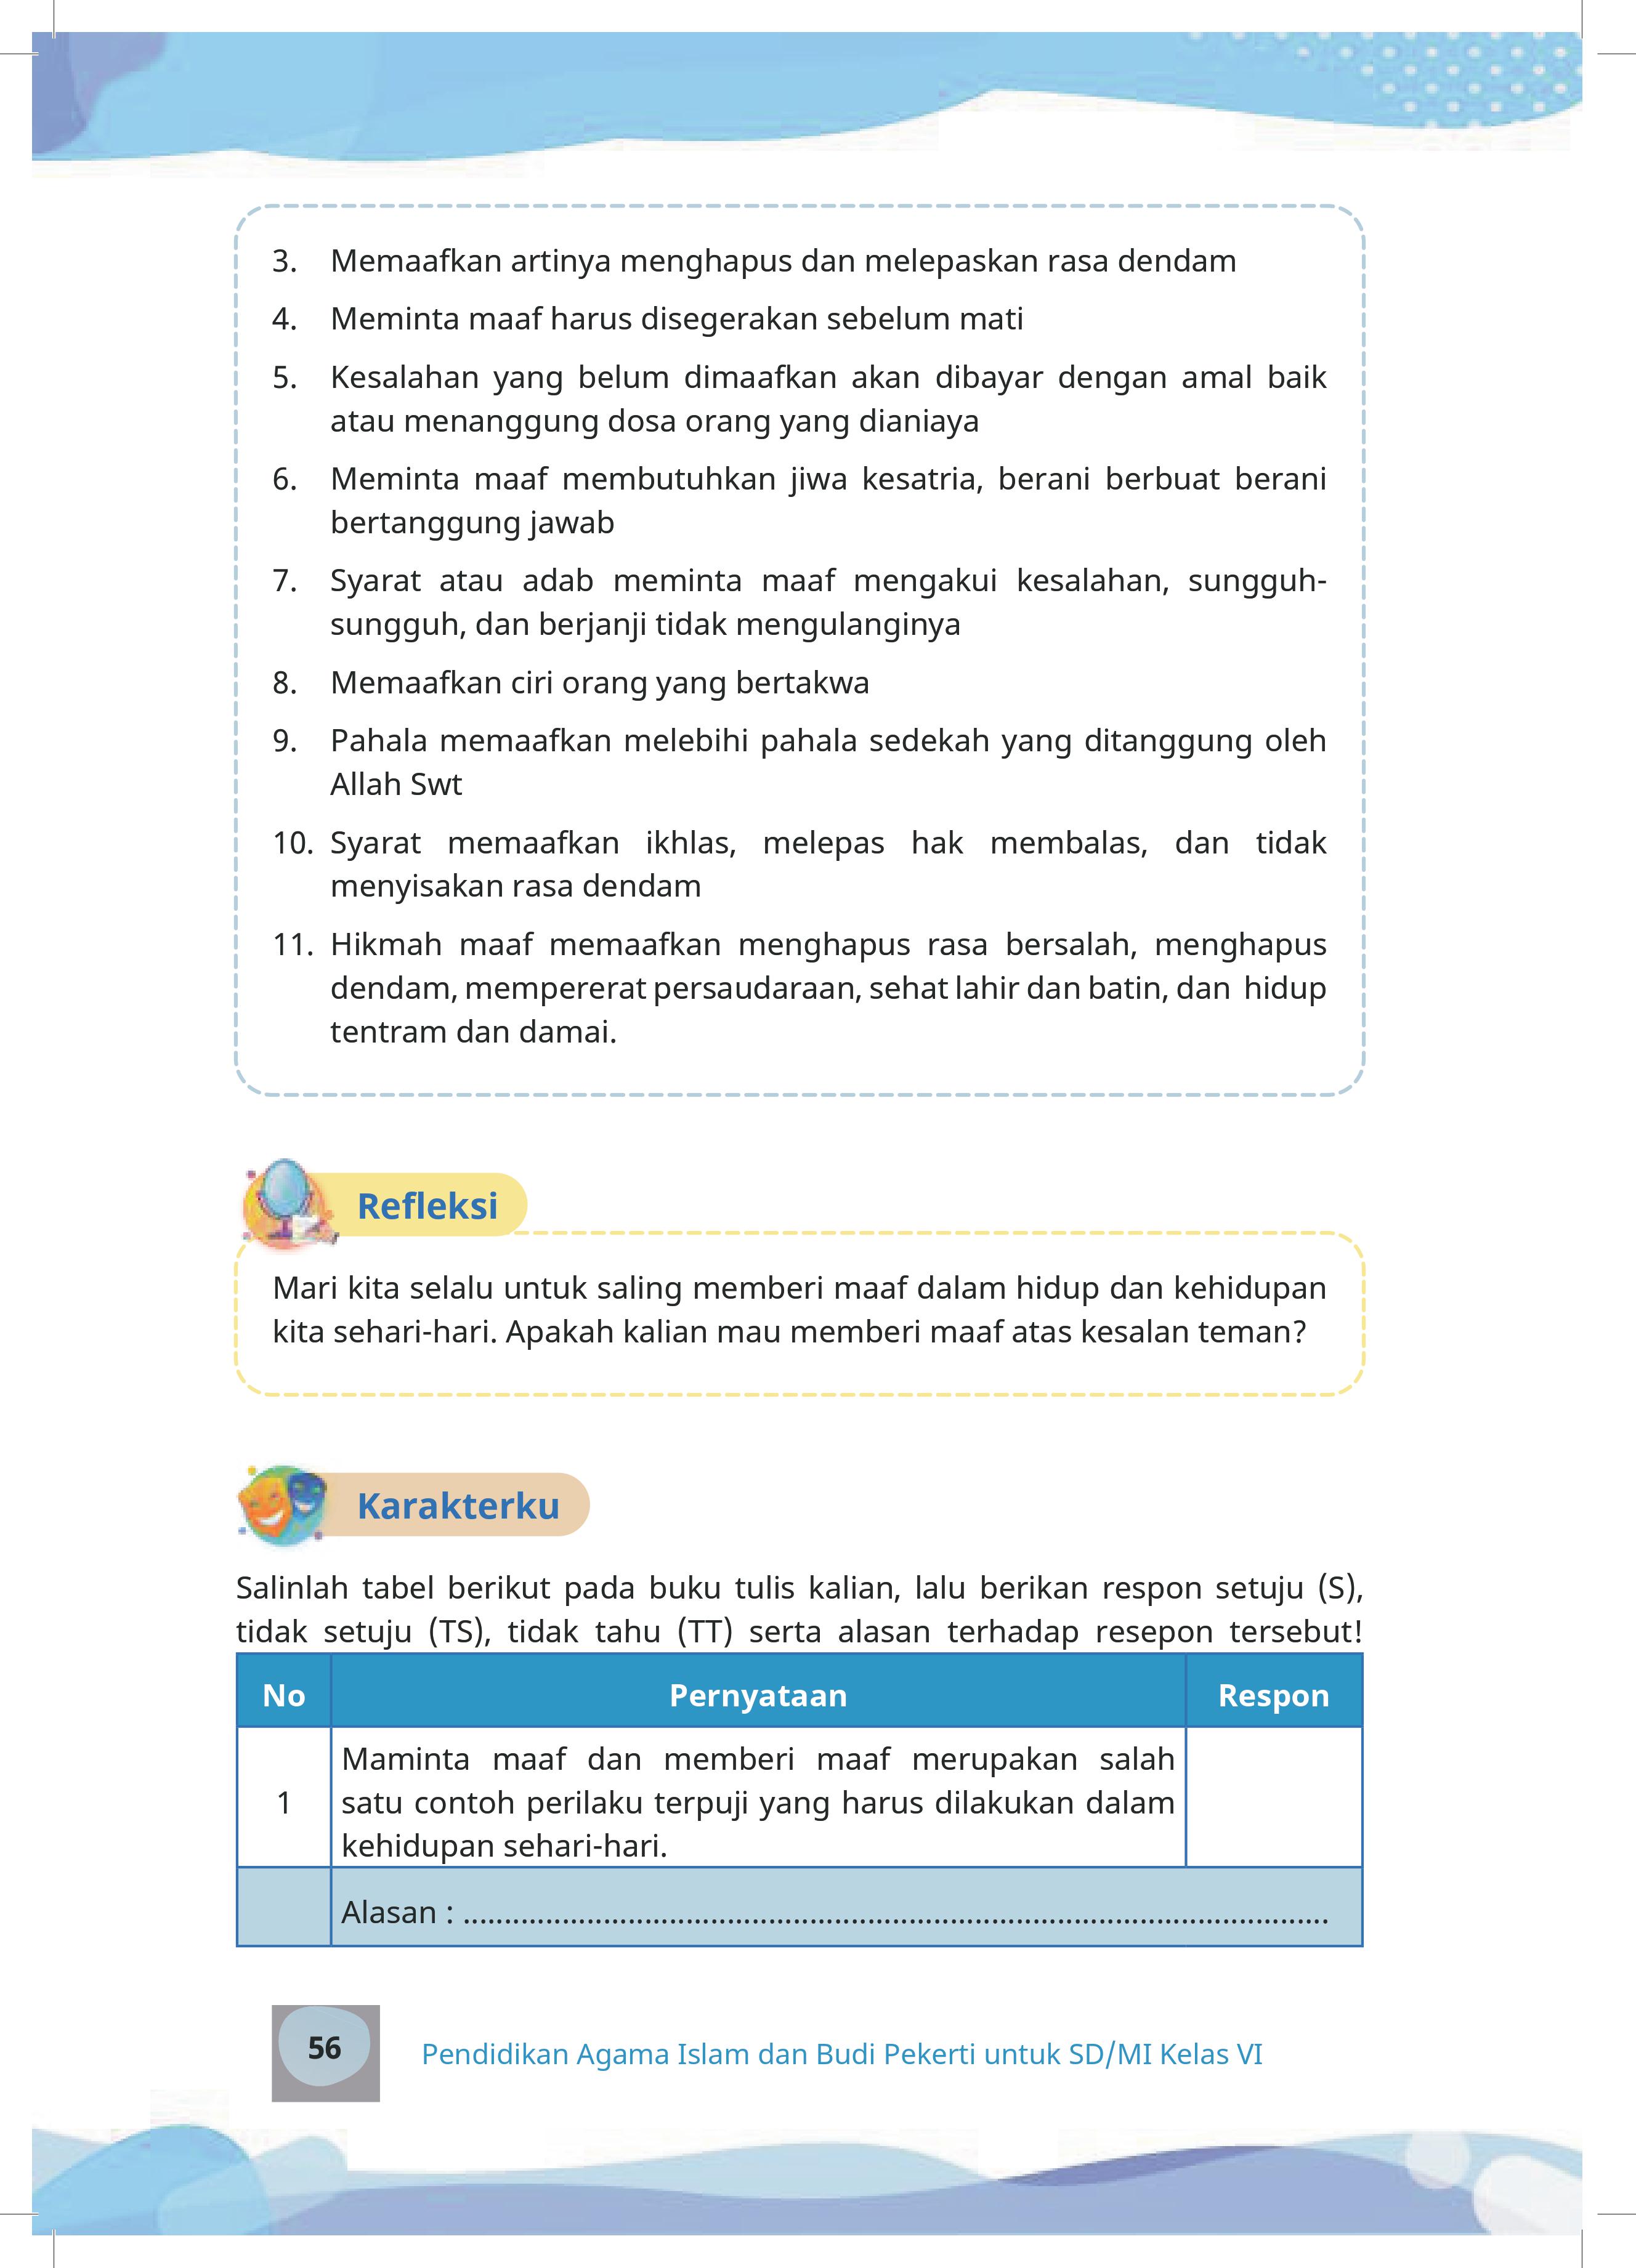 3. Memaafkan artinya menghapus dan melepaskan rasa dendam
4. Meminta maaf harus disegerakan sebelum mati
5. Kesalahan yang belum dimaafkan akan dibayar dengan amal baik
atau menanggung dosa orang yang dianiaya
6. Meminta maaf membutuhkan jiwa kesatria, berani berbuat berani
bertanggung jawab
7. Syarat atau adab meminta maaf mengakui kesalahan, sungguh-
sungguh, dan berjanji tidak mengulanginya
8. Memaafkan ciri orang yang bertakwa
9. Pahala memaafkan melebihi pahala sedekah yang ditanggung oleh
Allah Swt
10. Syarat memaafkan ikhlas, melepas hak membalas, dan tidak
menyisakan rasa dendam
11. Hikmah maaf memaafkan menghapus rasa bersalah, menghapus
dendam, mempererat persaudaraan, sehat lahir dan batin, dan hidup
tentram dan damai.
Refleksi
Mari kita selalu untuk saling memberi maaf dalam hidup dan kehidupan
kita sehari-hari. Apakah kalian mau memberi maaf atas kesalan teman?
Karakterku
Salinlah tabel berikut pada buku tulis kalian, lalu berikan respon setuju (S),
tidak setuju (TS), tidak tahu (TT) serta alasan terhadap resepon tersebut!
No Pernyataan Respon
Maminta maaf dan memberi maaf merupakan salah
1 satu contoh perilaku terpuji yang harus dilakukan dalam
kehidupan sehari-hari.
Alasan : ..........................................................................................................
56 Pendidikan Agama Islam dan Budi Pekerti untuk SD/MI Kelas VI